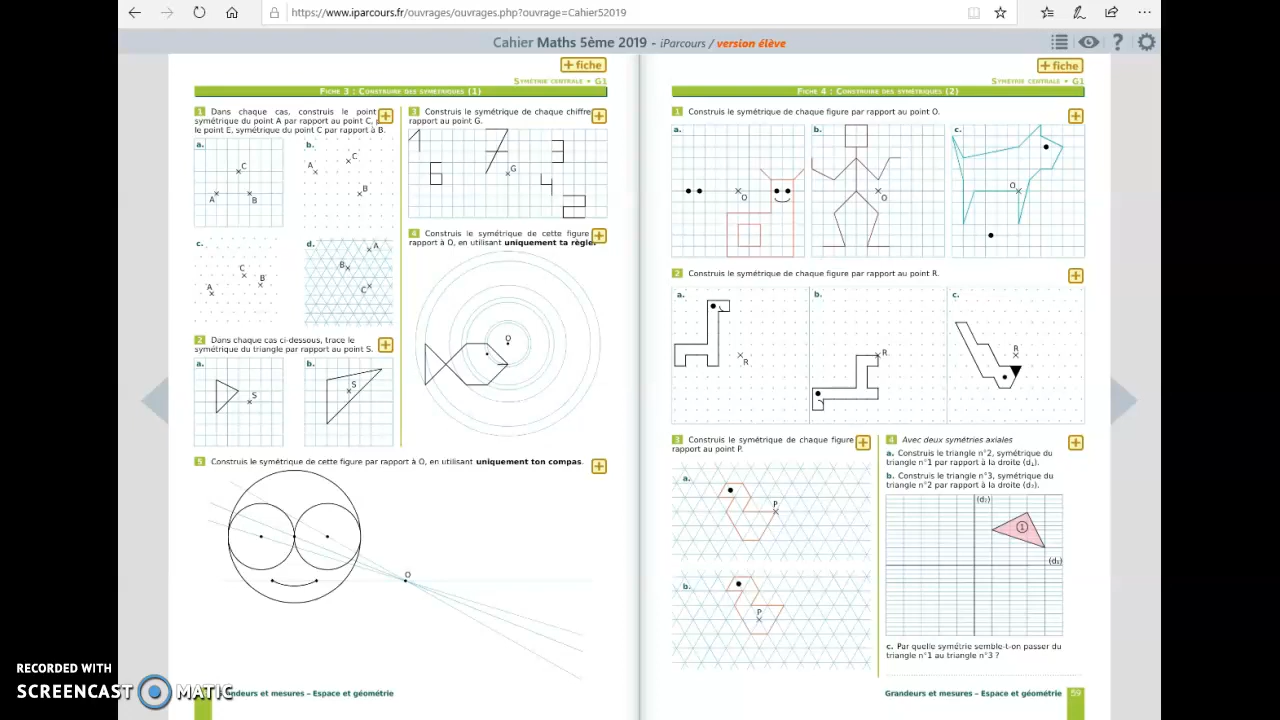 https://www.iparcours.fr/ouvrages/ouvrages.php?ouvrage=Cahier52019
Cahier Maths 5ème 2019 - iParcours / version élève
+ fiche
Symétrie centrale • G1
Fiche 3 : Construire des symétriques (1)
1 Dans chaque cas, construis le point
symétrique du point A par rapport au point C,
le point E, symétrique du point C par rapport à B.
a.
C
A
B
b.
A
C
B
c.
C
B
A
d.
A
B
C
2 Dans chaque cas ci-dessous, trace le
symétrique du triangle par rapport au point S.
a.
S
b.
S
3 Construis le symétrique de chaque chiffre
rapport au point G.
G
4 Construis le symétrique de cette figure
rapport à O, en utilisant uniquement ta règle.
O
5 Construis le symétrique de cette figure par rapport à O, en utilisant uniquement ton compas.
O
Grandeurs et mesures – Espace et géométrie
+ fiche
Symétrie centrale • G1
Fiche 4 : Construire des symétriques (2)
1 Construis le symétrique de chaque figure par rapport au point O.
a.
O
b.
O
c.
O
2 Construis le symétrique de chaque figure par rapport au point R.
a.
R
b.
R
c.
R
3 Construis le symétrique de chaque figure
par rapport au point P.
a.
P
b.
P
4 Avec deux symétries axiales
a. Construis le triangle n°2, symétrique du
triangle n°1 par rapport à la droite (d₁).
b. Construis le triangle n°3, symétrique du
triangle n°2 par rapport à la droite (d₂).
(d₂)
1
(d₁)
c. Par quelle symétrie semble-t-on passer du
triangle n°1 au triangle n°3 ?
Grandeurs et mesures – Espace et géométrie 59
RECORDED WITH
SCREENCAST MATIC